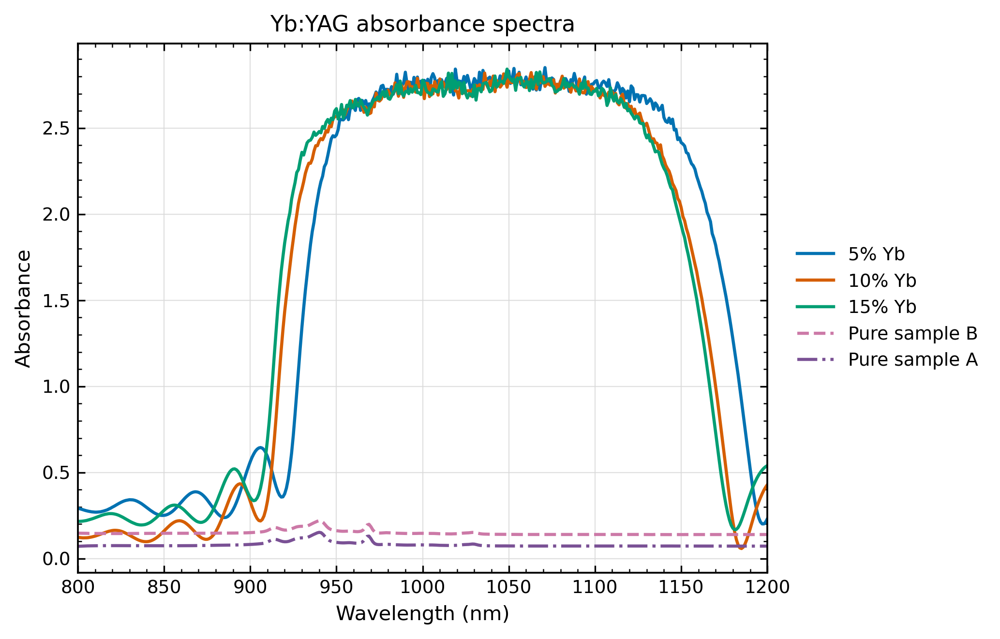 Yb:YAG absorbance spectra
Absorbance
2.5
2.0
1.5
1.0
0.5
0.0
800 850 900 950 1000 1050 1100 1150 1200
Wavelength (nm)
5% Yb
10% Yb
15% Yb
Pure sample B
Pure sample A